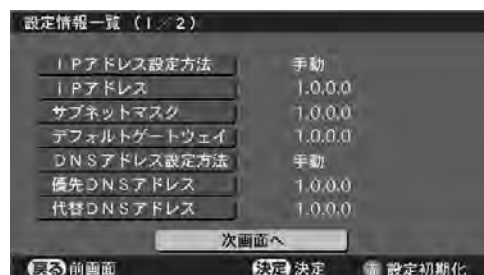 設定情報一覧 (1／2)
IPアドレス設定方法 手動
IPアドレス 1.0.0.0
サブネットマスク 1.0.0.0
デフォルトゲートウェイ 1.0.0.0
DNSアドレス設定方法 手動
優先DNSアドレス 1.0.0.0
代替DNSアドレス 1.0.0.0
次画面へ
戻る 前画面 決定 決定 青 設定初期化